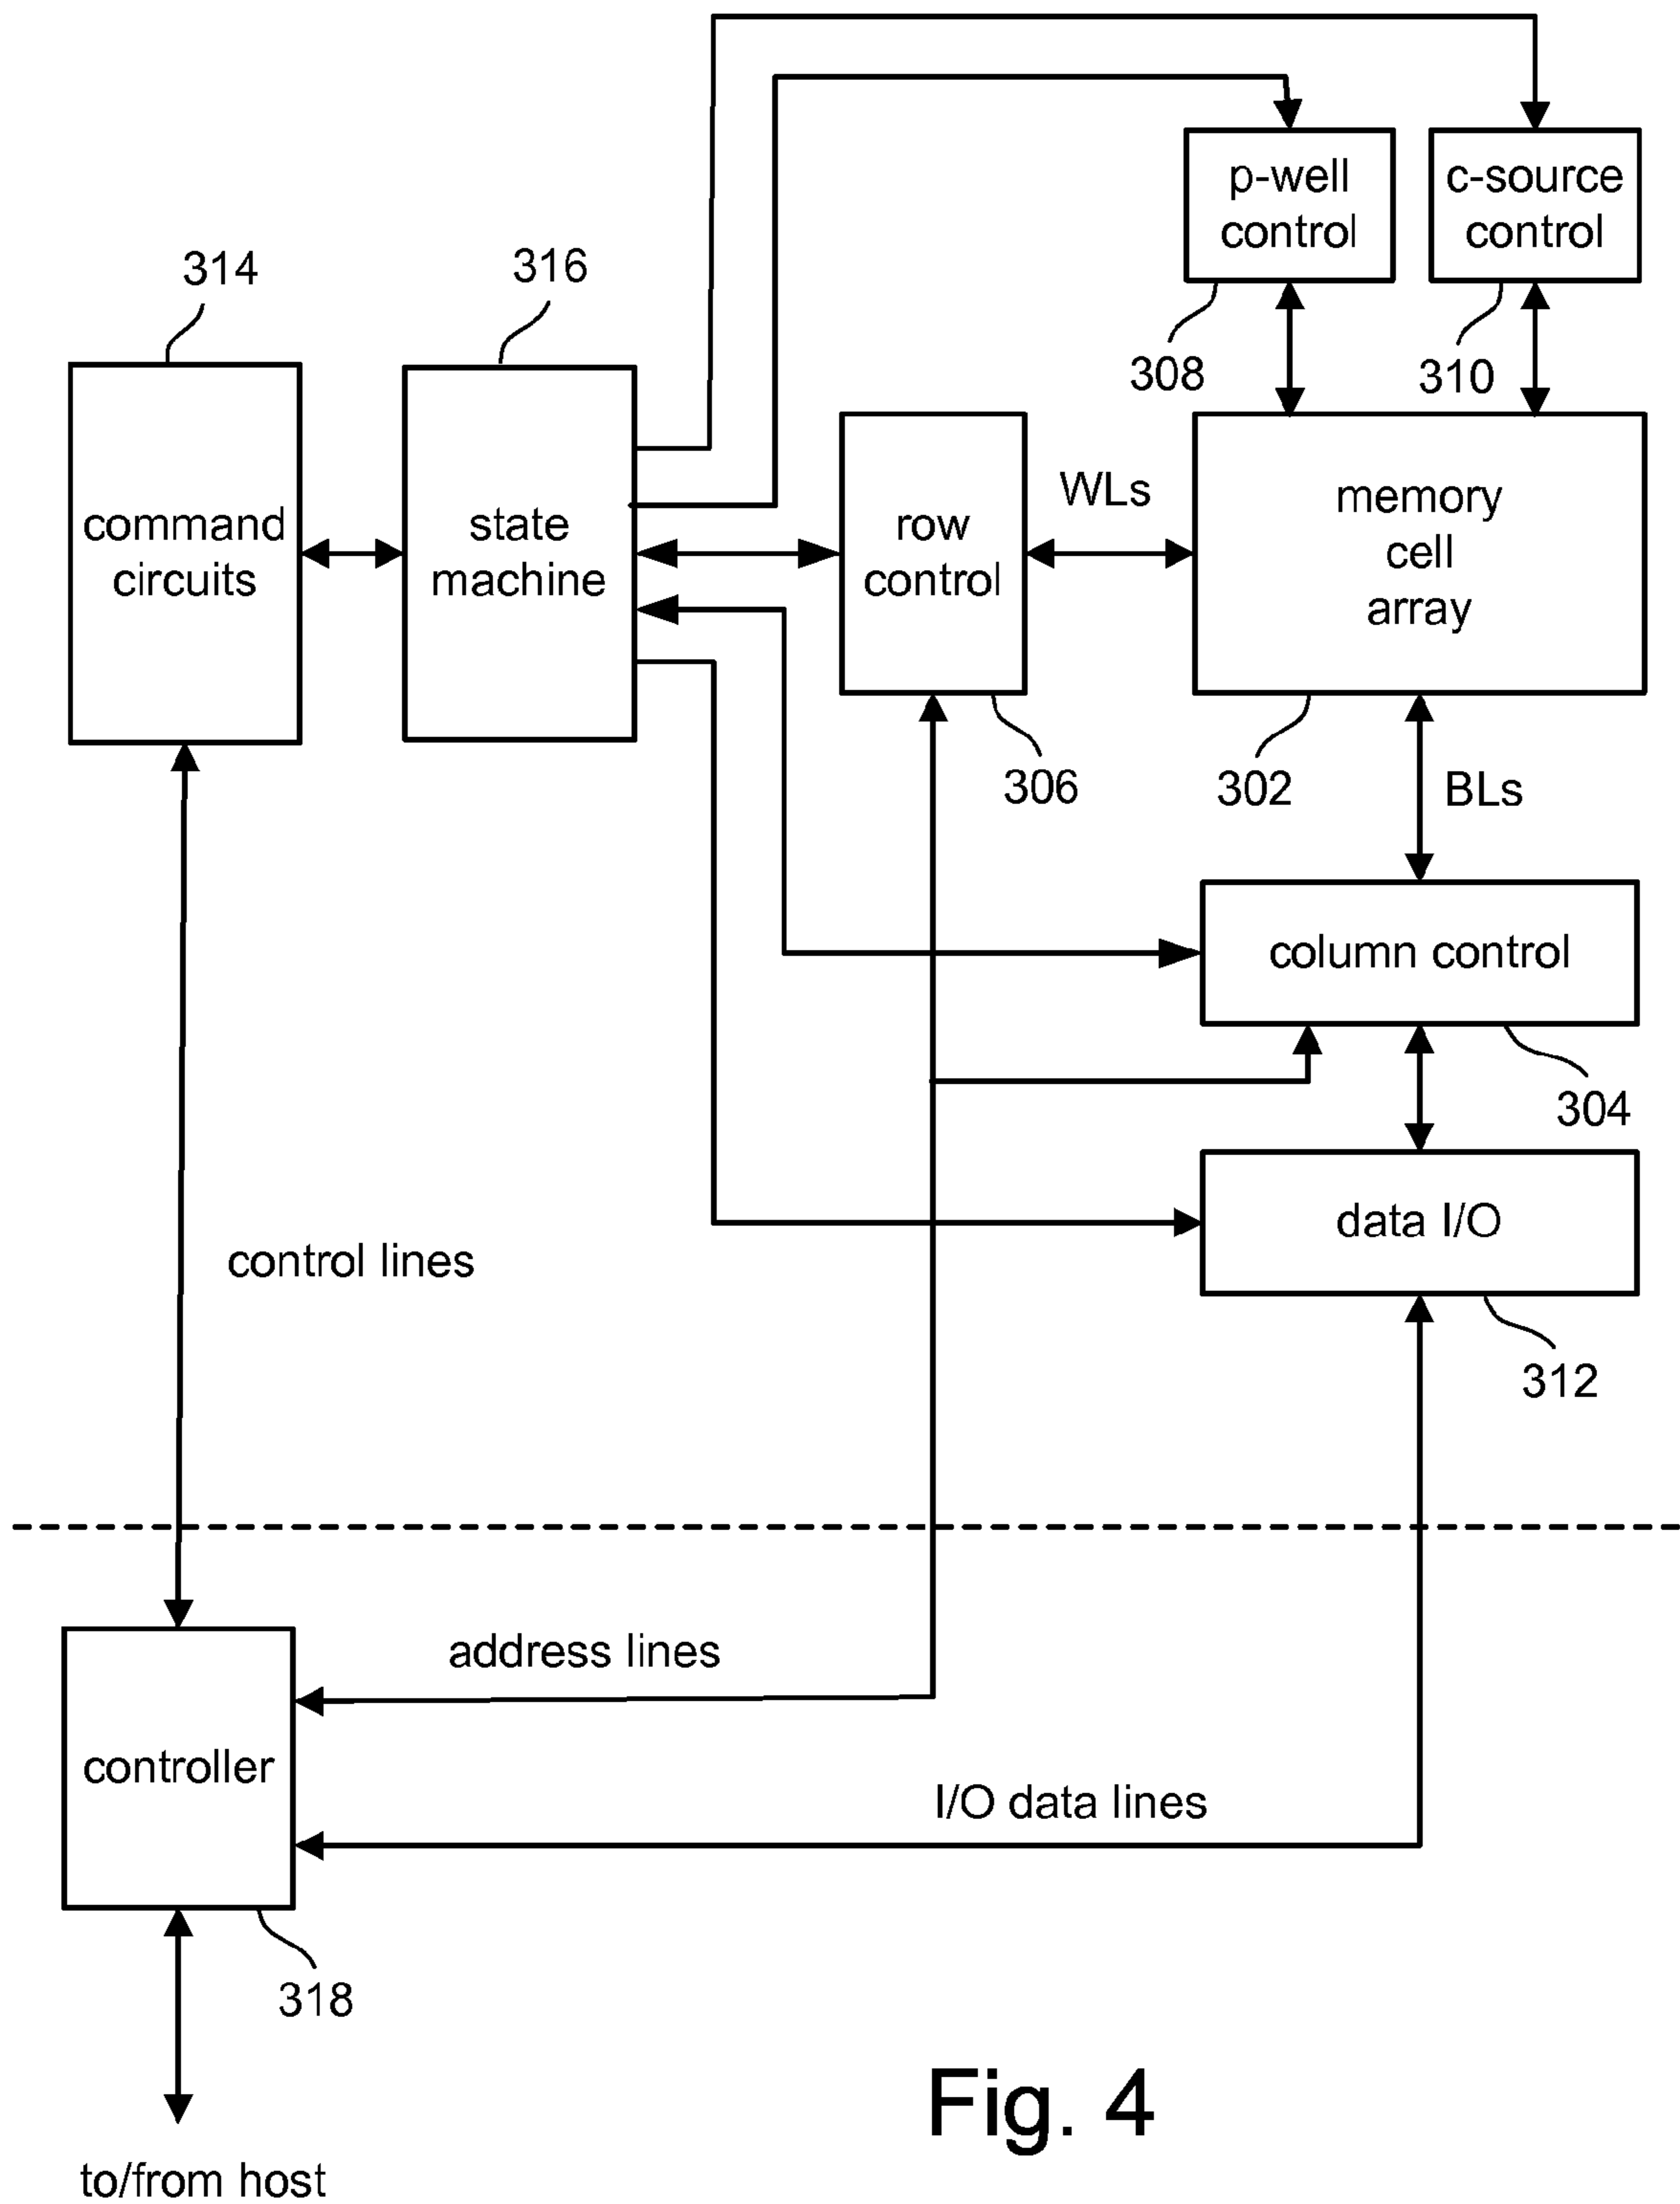 p-well
control
c-source
control
314
316
308
310
command
circuits
state
machine
row
control
WLs
memory
cell
array
306
302
BLs
column control
304
data I/O
control lines
312
address lines
controller
I/O data lines
318
Fig. 4
to/from host